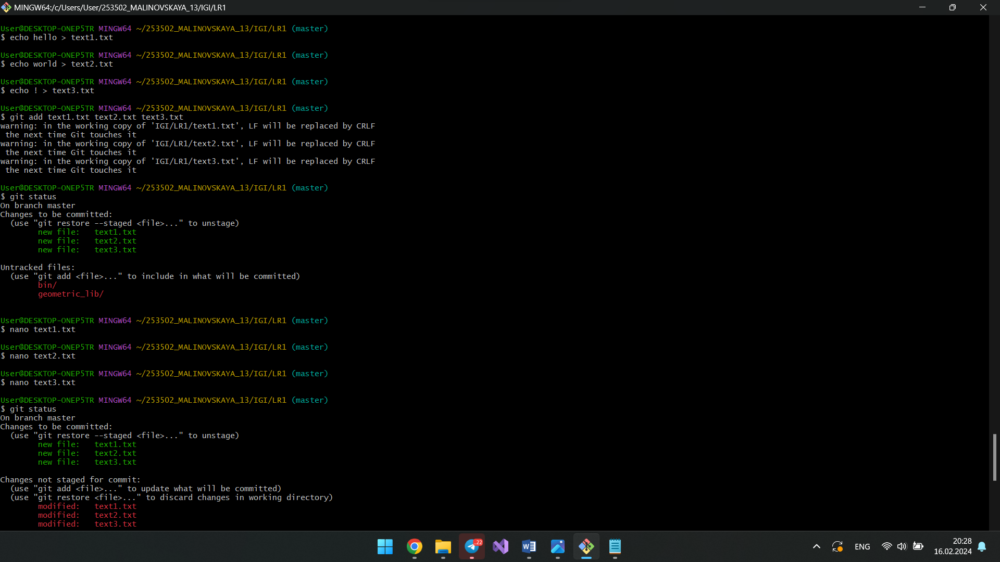 MINGW64:/c/Users/User/253502_MALINOVSKAYA_13/IGI/LR1
User@DESKTOP-ONEP5TR MINGW64 ~/253502_MALINOVSKAYA_13/IGI/LR1 (master)
$ echo hello > text1.txt
User@DESKTOP-ONEP5TR MINGW64 ~/253502_MALINOVSKAYA_13/IGI/LR1 (master)
$ echo world > text2.txt
User@DESKTOP-ONEP5TR MINGW64 ~/253502_MALINOVSKAYA_13/IGI/LR1 (master)
$ echo ! > text3.txt
User@DESKTOP-ONEP5TR MINGW64 ~/253502_MALINOVSKAYA_13/IGI/LR1 (master)
$ git add text1.txt text2.txt text3.txt
warning: in the working copy of 'IGI/LR1/text1.txt', LF will be replaced by CRLF
 the next time Git touches it
warning: in the working copy of 'IGI/LR1/text2.txt', LF will be replaced by CRLF
 the next time Git touches it
warning: in the working copy of 'IGI/LR1/text3.txt', LF will be replaced by CRLF
 the next time Git touches it
User@DESKTOP-ONEP5TR MINGW64 ~/253502_MALINOVSKAYA_13/IGI/LR1 (master)
$ git status
On branch master
Changes to be committed:
  (use "git restore --staged <file>..." to unstage)
        new file:   text1.txt
        new file:   text2.txt
        new file:   text3.txt
Untracked files:
  (use "git add <file>..." to include in what will be committed)
        bin/
        geometric_lib/
User@DESKTOP-ONEP5TR MINGW64 ~/253502_MALINOVSKAYA_13/IGI/LR1 (master)
$ nano text1.txt
User@DESKTOP-ONEP5TR MINGW64 ~/253502_MALINOVSKAYA_13/IGI/LR1 (master)
$ nano text2.txt
User@DESKTOP-ONEP5TR MINGW64 ~/253502_MALINOVSKAYA_13/IGI/LR1 (master)
$ nano text3.txt
User@DESKTOP-ONEP5TR MINGW64 ~/253502_MALINOVSKAYA_13/IGI/LR1 (master)
$ git status
On branch master
Changes to be committed:
  (use "git restore --staged <file>..." to unstage)
        new file:   text1.txt
        new file:   text2.txt
        new file:   text3.txt
Changes not staged for commit:
  (use "git add <file>..." to update what will be committed)
  (use "git restore <file>..." to discard changes in working directory)
        modified:   text1.txt
        modified:   text2.txt
        modified:   text3.txt
..22
W
ENG
20:28
16.02.2024